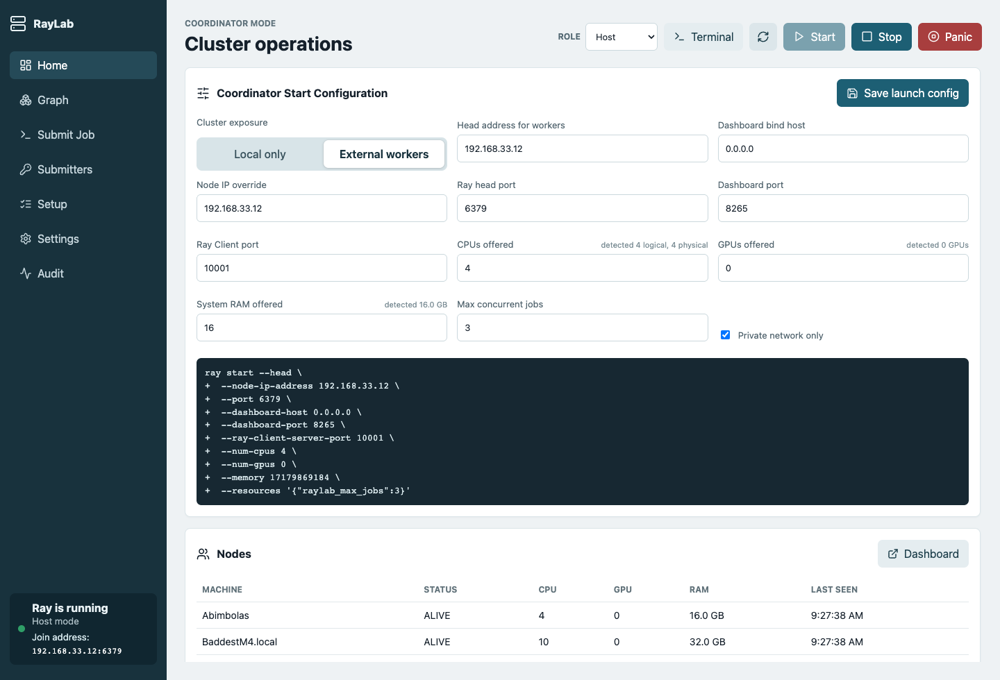 RayLab
Home
Graph
Submit Job
Submitters
Setup
Settings
Audit
Ray is running
Host mode
Join address:
192.168.33.12:6379
COORDINATOR MODE
Cluster operations
ROLE
Host
Terminal
Start
Stop
Panic
Coordinator Start Configuration
Save launch config
Cluster exposure
Local only
External workers
Head address for workers
192.168.33.12
Dashboard bind host
0.0.0.0
Node IP override
192.168.33.12
Ray head port
6379
Dashboard port
8265
Ray Client port
10001
CPUs offered detected 4 logical, 4 physical
4
GPUs offered detected 0 GPUs
0
System RAM offered detected 16.0 GB
16
Max concurrent jobs
3
Private network only
ray start --head \
+  --node-ip-address 192.168.33.12 \
+  --port 6379 \
+  --dashboard-host 0.0.0.0 \
+  --dashboard-port 8265 \
+  --ray-client-server-port 10001 \
+  --num-cpus 4 \
+  --num-gpus 0 \
+  --memory 17179869184 \
+  --resources '{"raylab_max_jobs":3}'
Nodes
Dashboard
MACHINE STATUS CPU GPU RAM LAST SEEN
Abimbolas ALIVE 4 0 16.0 GB 9:27:38 AM
BaddestM4.local ALIVE 10 0 32.0 GB 9:27:38 AM